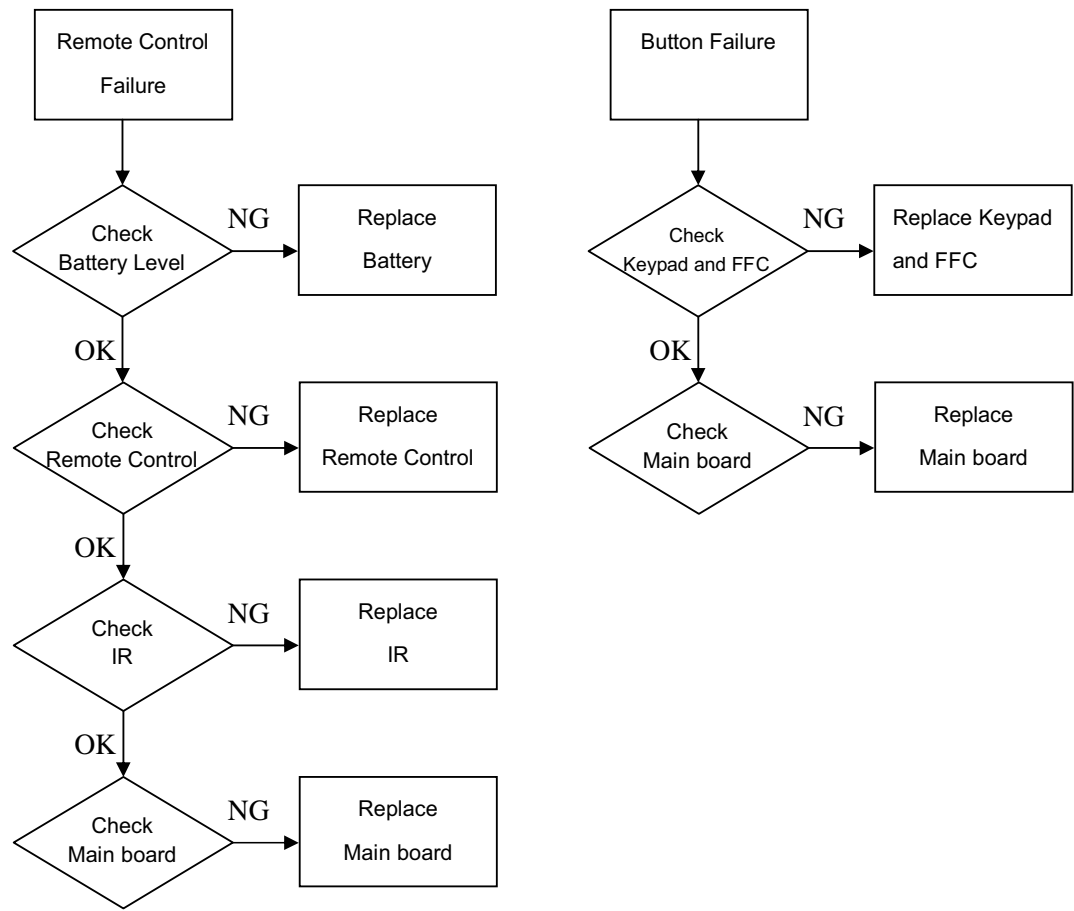 Remote Control
Failure
Check
Battery Level
NG
Replace
Battery
OK
Check
Remote Control
NG
Replace
Remote Control
OK
Check
IR
NG
Replace
IR
OK
Check
Main board
NG
Replace
Main board
Button Failure
Check
Keypad and FFC
NG
Replace Keypad
and FFC
OK
Check
Main board
NG
Replace
Main board